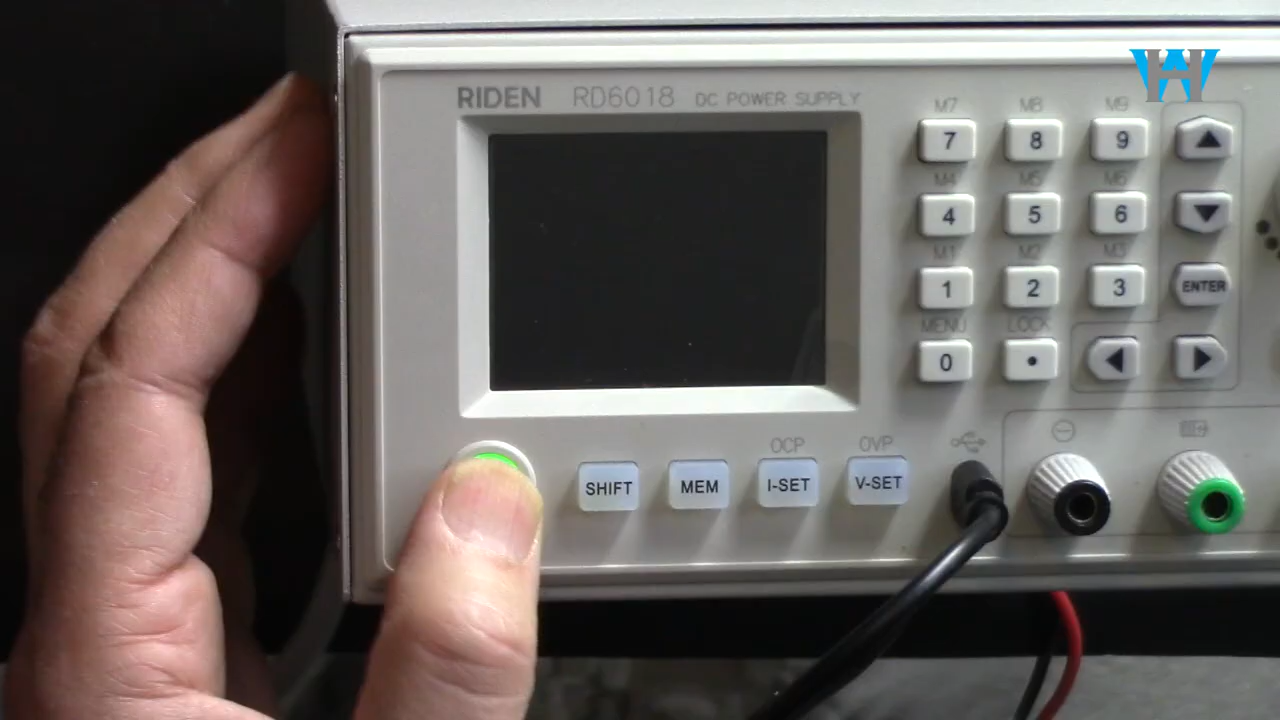 RIDEN RD6018 DC POWER SUPPLY
M7 M8 M9
7 8 9
M4 M5 M6
4 5 6
M1 M2 M3
1 2 3 ENTER
MENU LOCK
0 •
OCP OVP
SHIFT MEM I-SET V-SET
WH